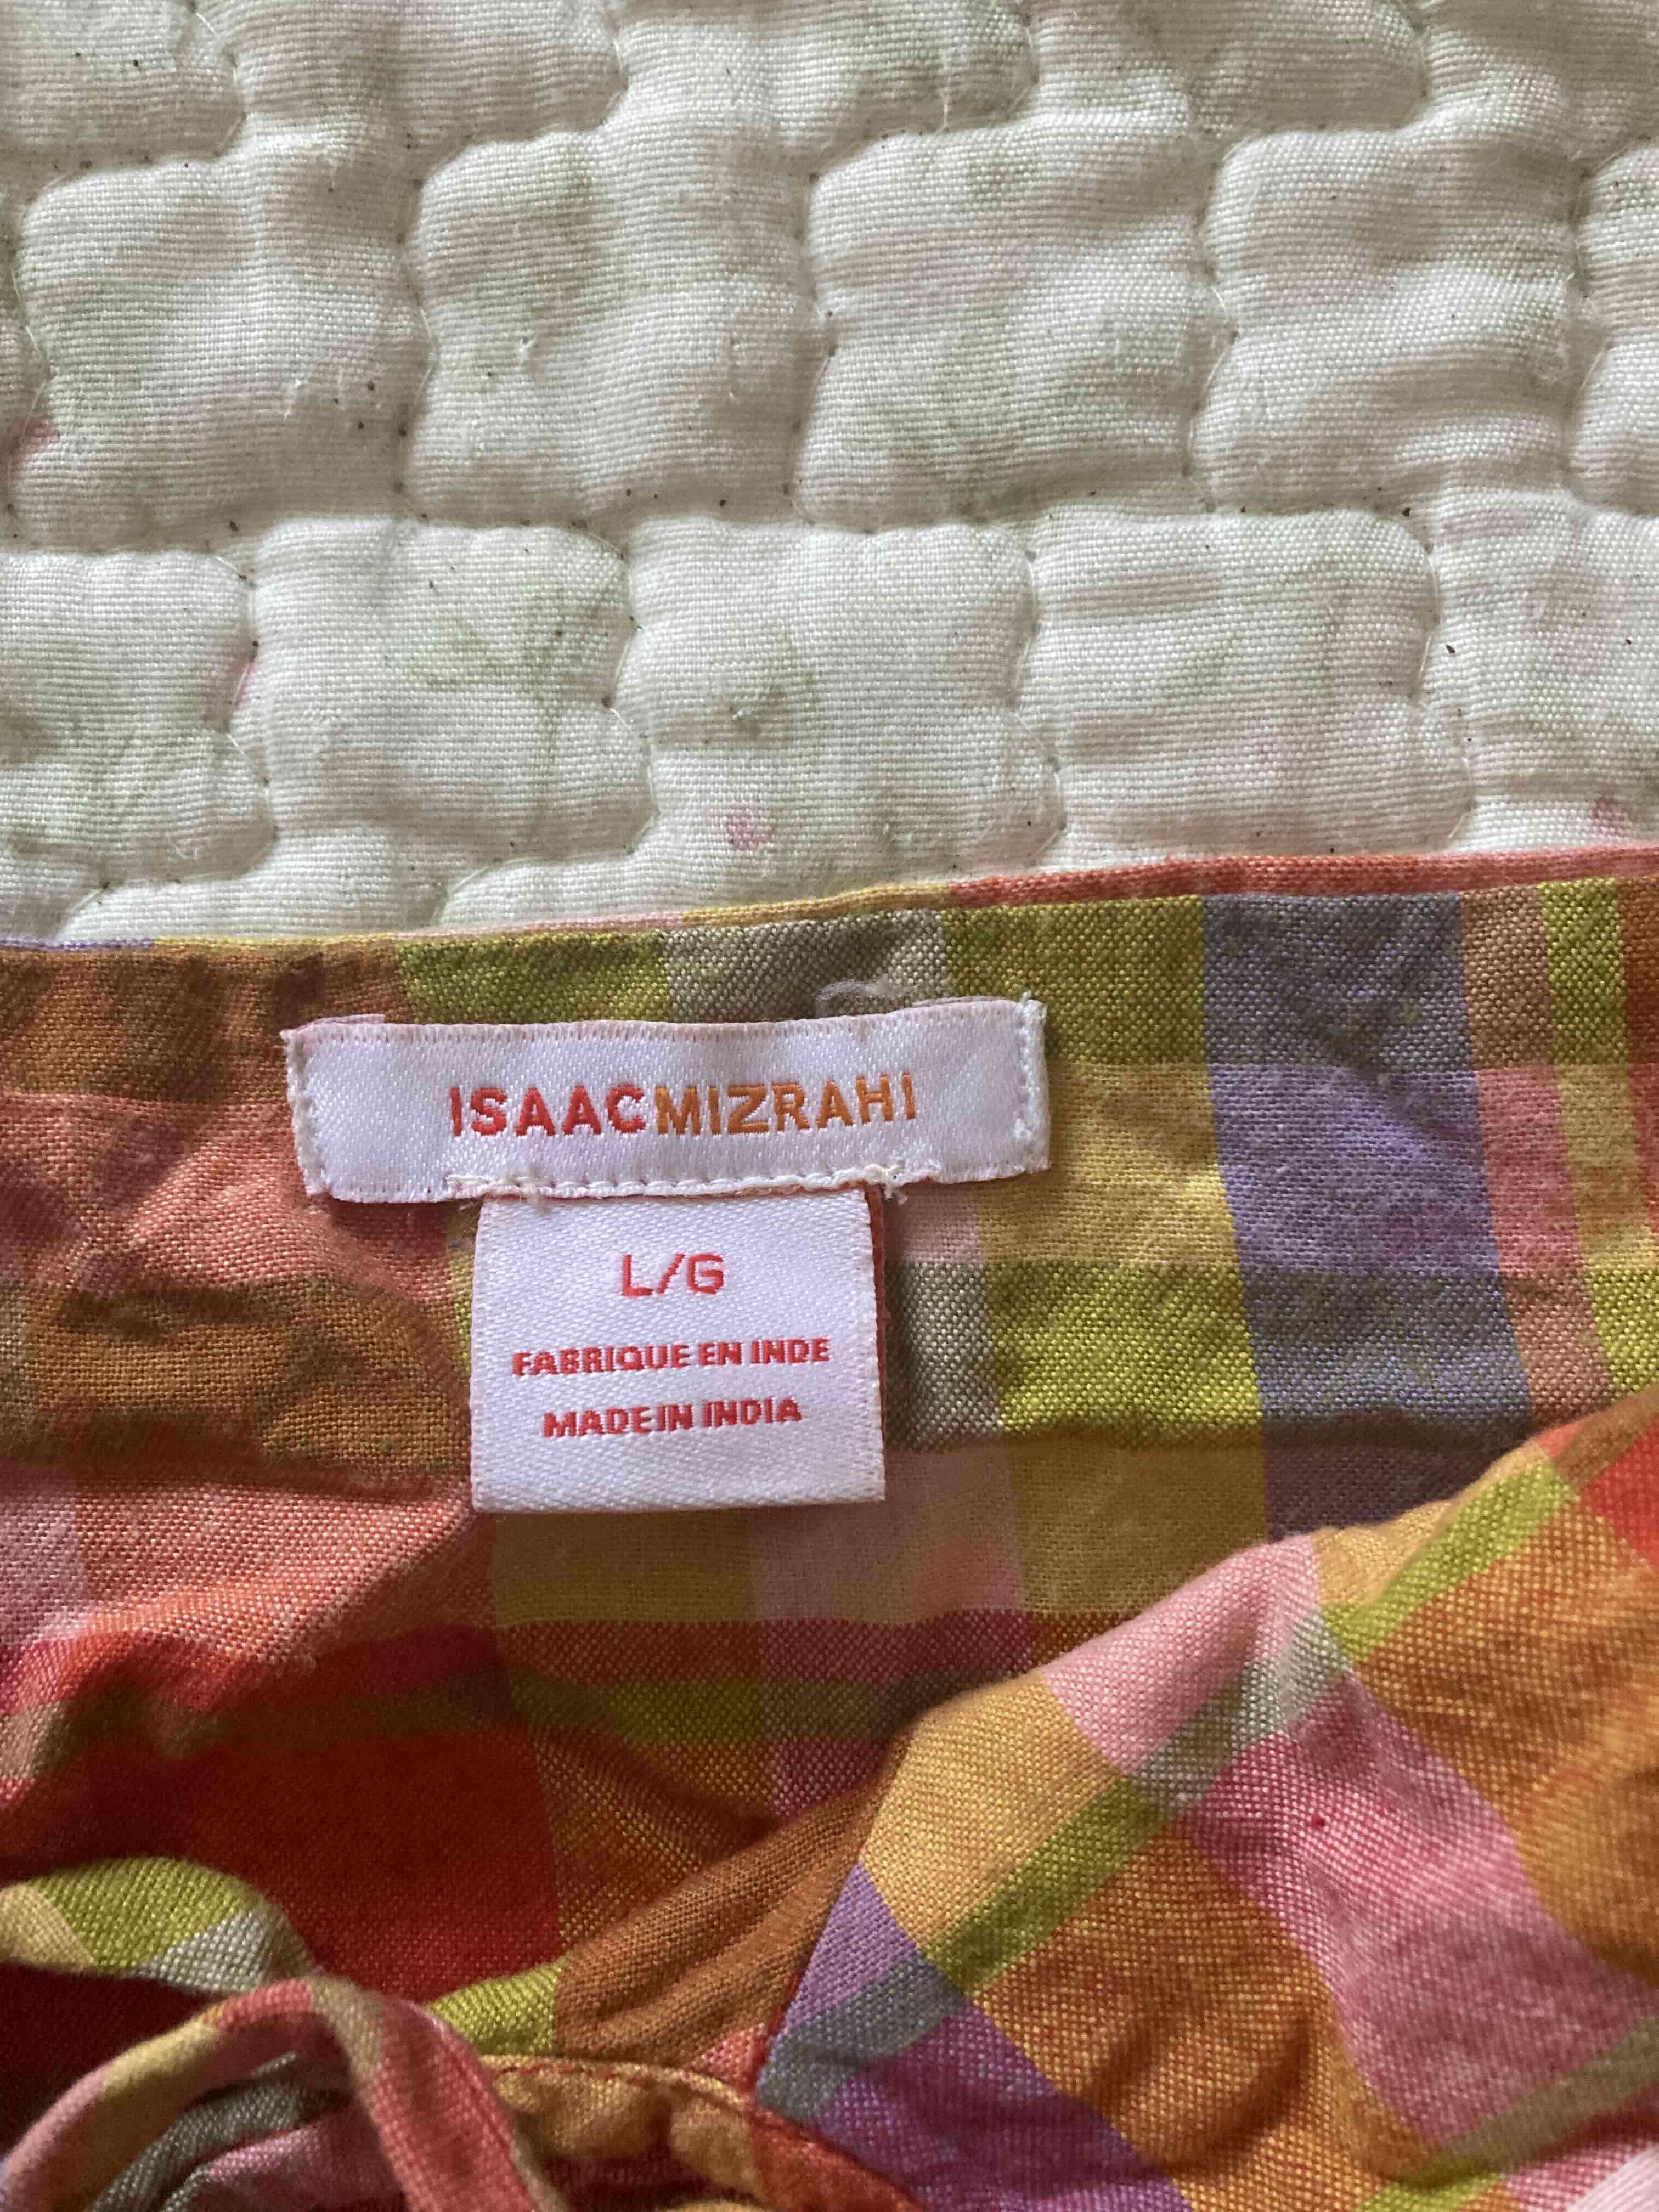 ISAACMIZRAHI
L/G
FABRIQUE EN INDE
MADE IN INDIA